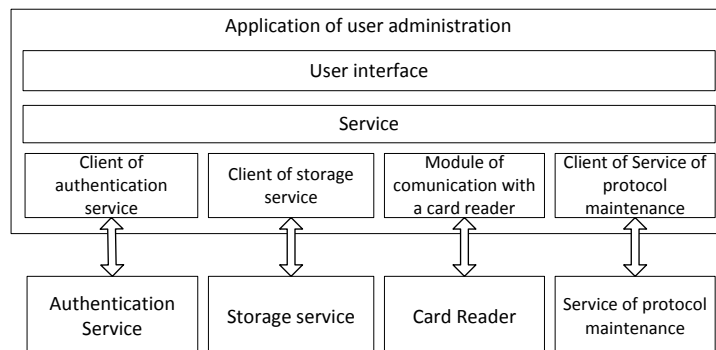 Application of user administration
User interface
Service
Client of
authentication
service
Client of storage
service
Module of
comunication with
a card reader
Client of Service of
protocol
maintenance
Authentication
Service
Storage service
Card Reader
Service of protocol
maintenance